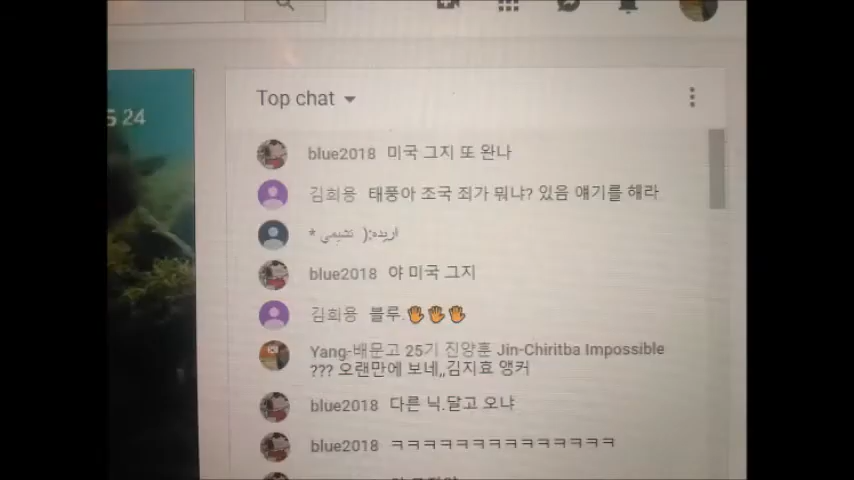 5 24
Top chat
blue2018 미국 그지 또 완나
김희용 태풍아 조국 죄가 뭐냐? 있음 얘기를 해라
blue2018 야 미국 그지
김희용 블루.🖐🖐🖐
Yang-배문고 25기 진양훈 Jin-Chiritba Impossible
??? 오랜만에 보네,,김지효 앵커
blue2018 다른 닉.달고 오냐
blue2018 ㅋㅋㅋㅋㅋㅋㅋㅋㅋㅋㅋㅋㅋㅋ